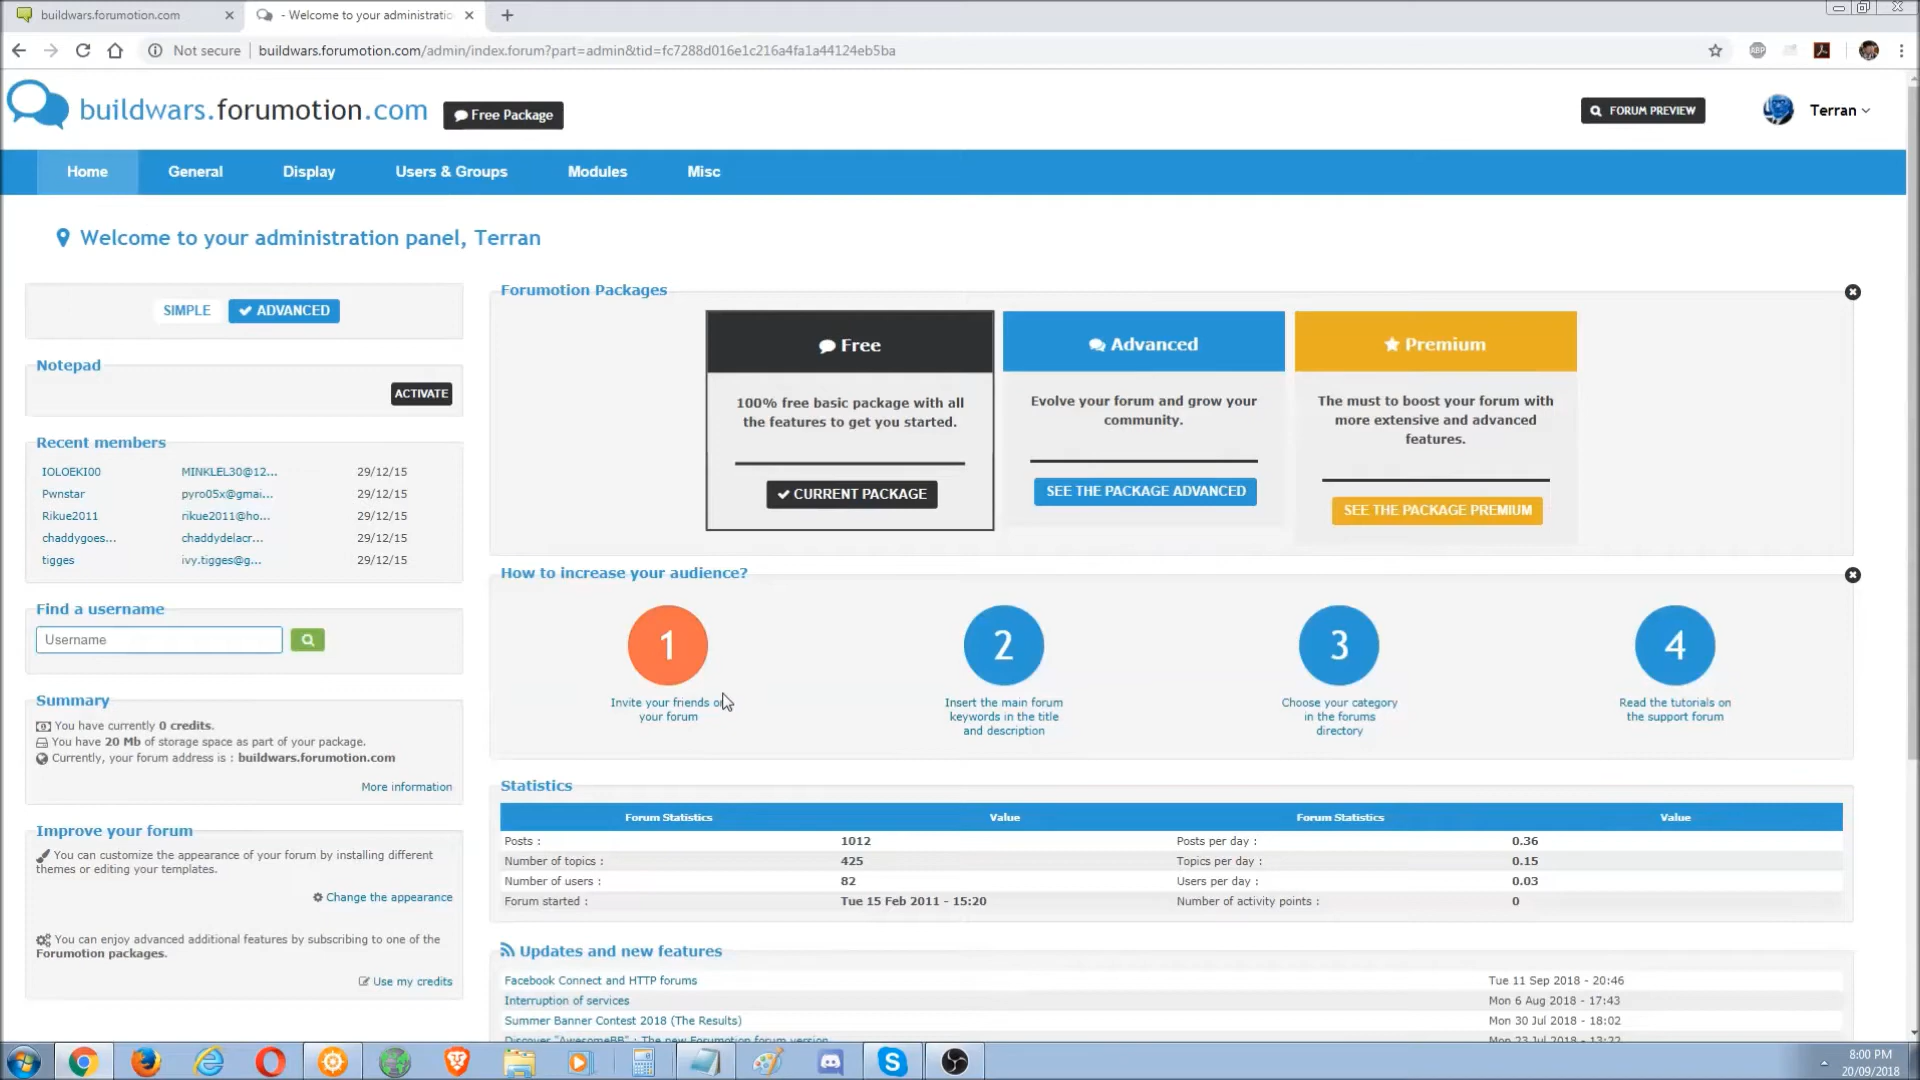 buildwars.forumotion.com
- Welcome to your administratio
Not secure
buildwars.forumotion.com/admin/index.forum?part=admin&tid=fc7288d016e1c216a4fa1a44124eb5ba
ABP
buildwars.forumotion.com
Free Package
FORUM PREVIEW
Terran
Home
General
Display
Users & Groups
Modules
Misc
Welcome to your administration panel, Terran
SIMPLE
ADVANCED
Notepad
ACTIVATE
Recent members
IOLOEKI00 MINKLEL30@12... 29/12/15
Pwnstar pyro05x@gmai... 29/12/15
Rikue2011 rikue2011@ho... 29/12/15
chaddygoes... chaddydelacr... 29/12/15
tigges ivy.tigges@g... 29/12/15
Find a username
Username
Summary
You have currently 0 credits.
You have 20 Mb of storage space as part of your package.
Currently, your forum address is : buildwars.forumotion.com
More information
Improve your forum
You can customize the appearance of your forum by installing different
themes or editing your templates.
Change the appearance
You can enjoy advanced additional features by subscribing to one of the
Forumotion packages.
Use my credits
Forumotion Packages
Free
100% free basic package with all
the features to get you started.
CURRENT PACKAGE
Advanced
Evolve your forum and grow your
community.
SEE THE PACKAGE ADVANCED
Premium
The must to boost your forum with
more extensive and advanced
features.
SEE THE PACKAGE PREMIUM
How to increase your audience?
1
Invite your friends
your forum
2
Insert the main forum
keywords in the title
and description
3
Choose your category
in the forums
directory
4
Read the tutorials on
the support forum
Statistics
Forum Statistics Value Forum Statistics Value
Posts : 1012 Posts per day : 0.36
Number of topics : 425 Topics per day : 0.15
Number of users : 82 Users per day : 0.03
Forum started : Tue 15 Feb 2011 - 15:20 Number of activity points : 0
Updates and new features
Facebook Connect and HTTP forums Tue 11 Sep 2018 - 20:46
Interruption of services Mon 6 Aug 2018 - 17:43
Summer Banner Contest 2018 (The Results) Mon 30 Jul 2018 - 18:02
Discover "AwesomeBB" : The new Forumotion forum version Mon 23 Jul 2018 - 13:22
8:00 PM
20/09/2018